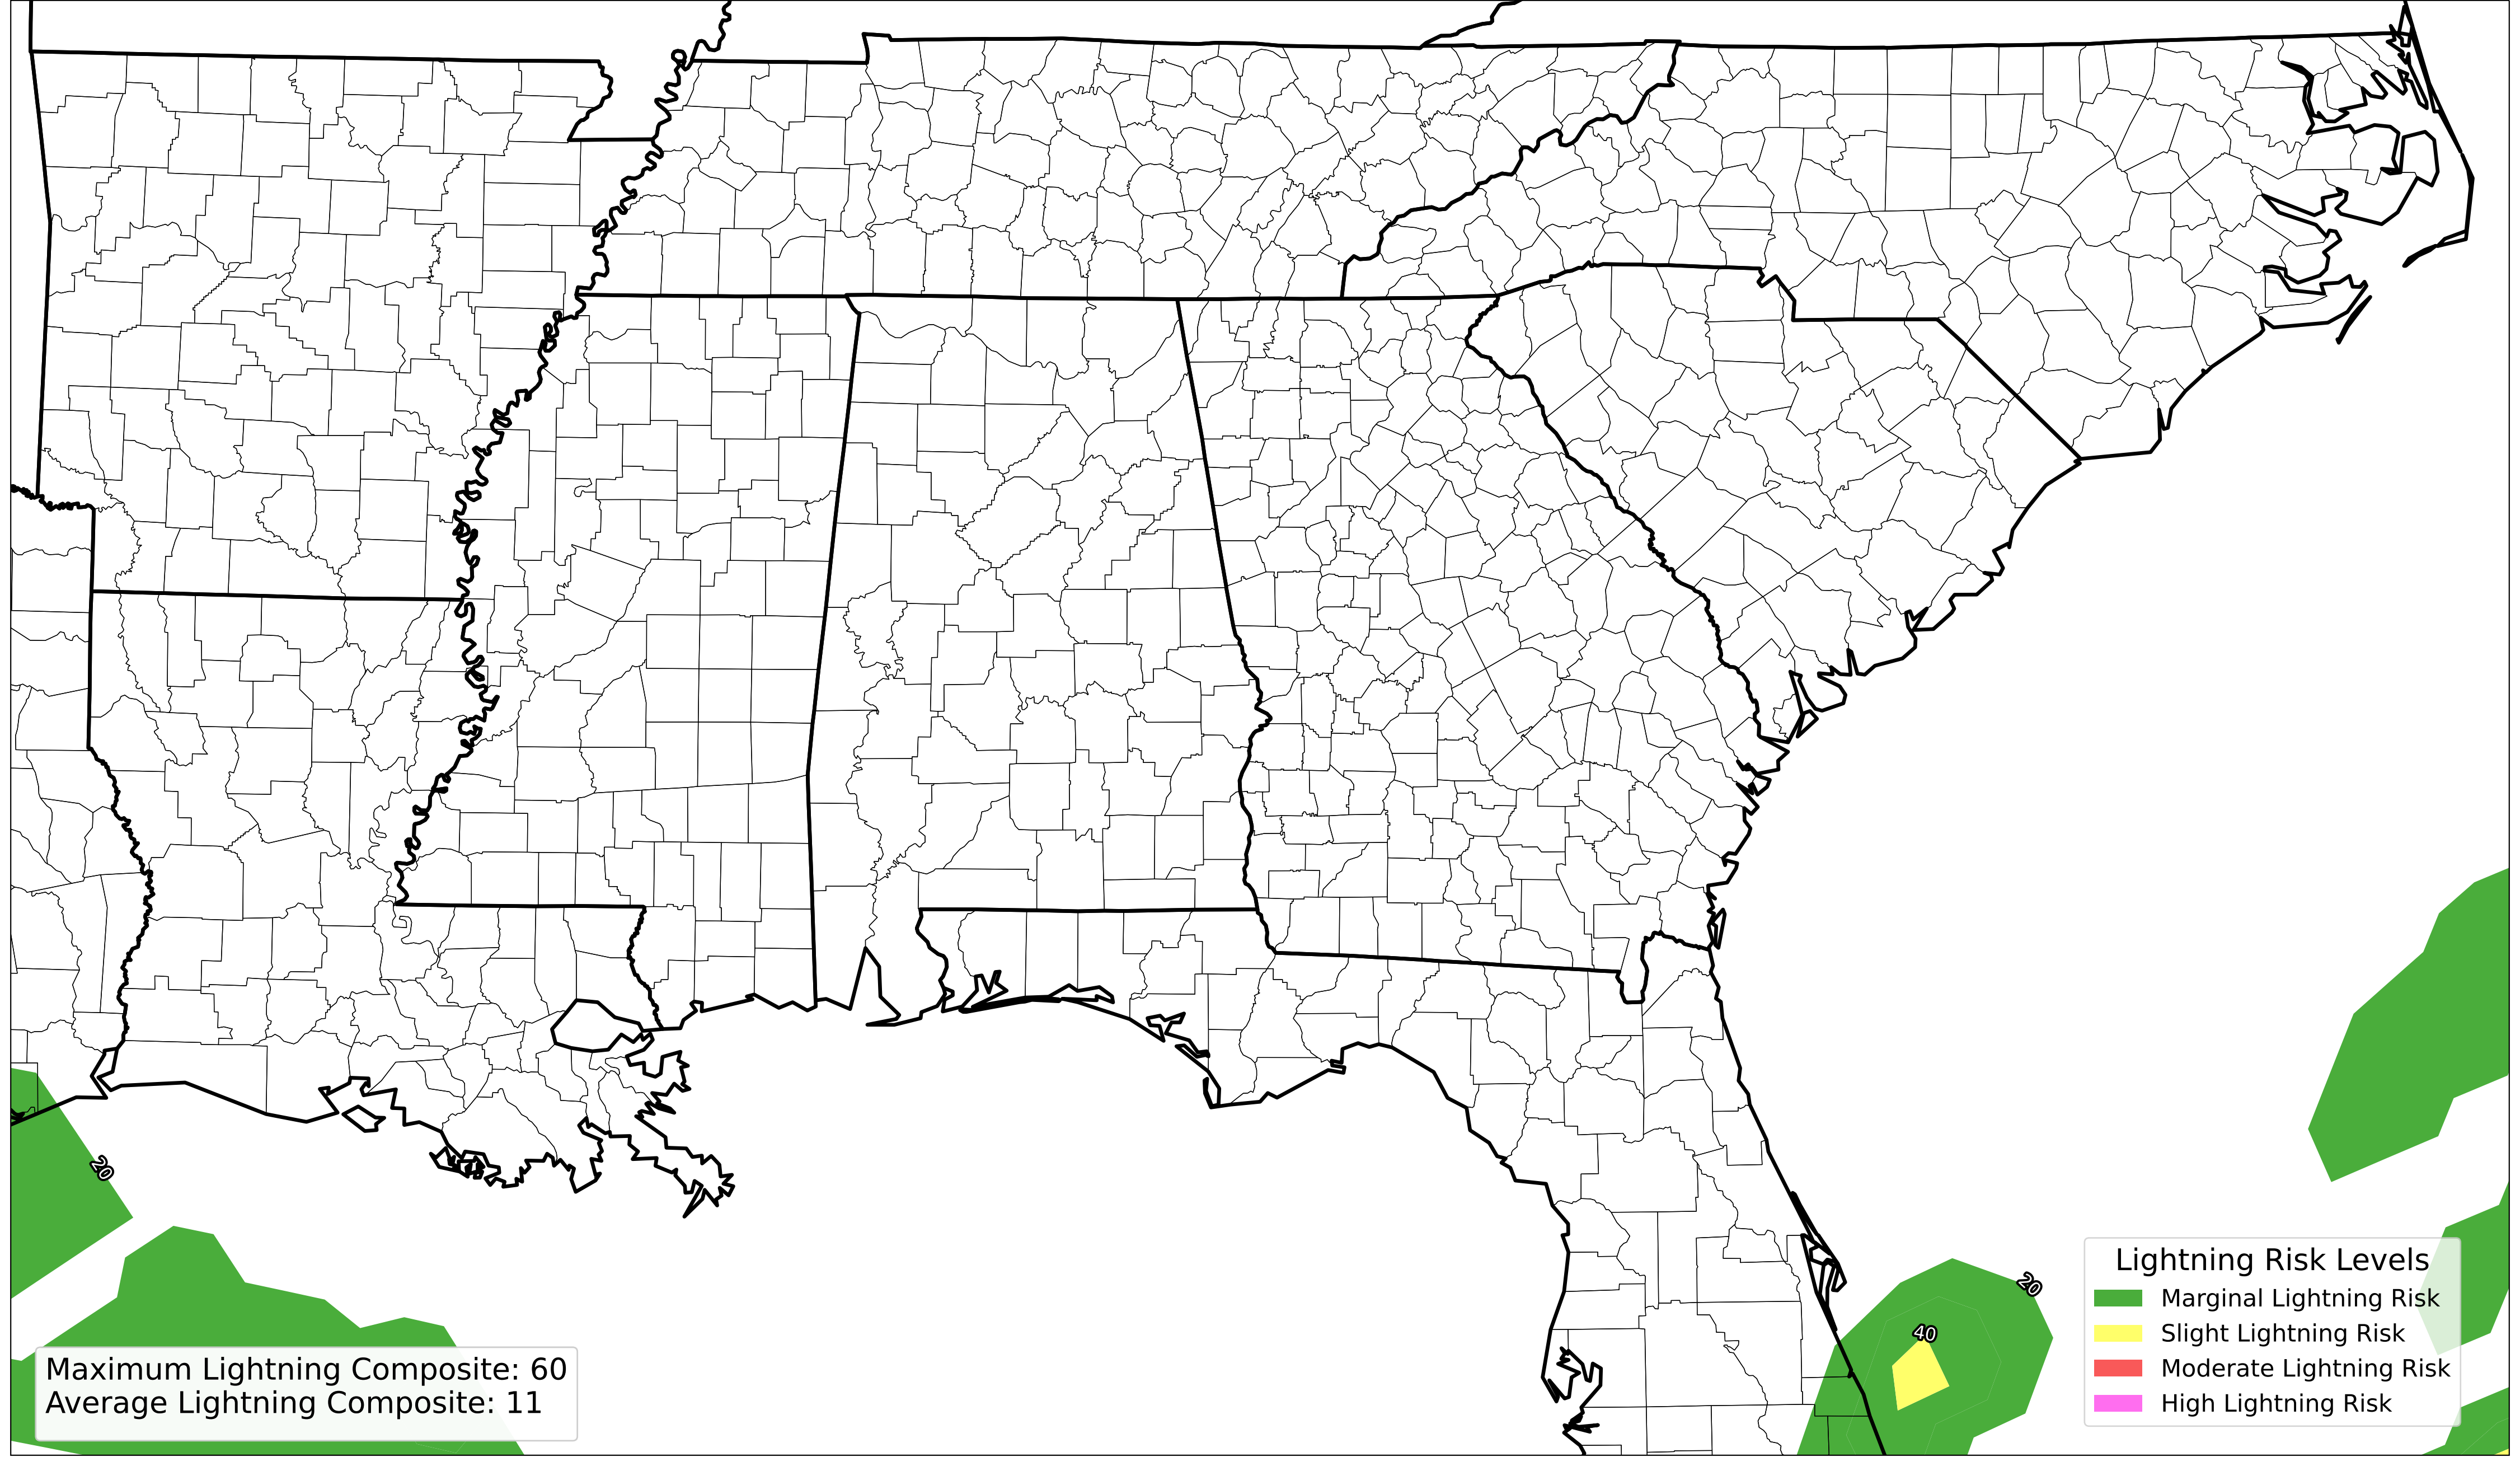 20
20
40
Lightning Risk Levels
Marginal Lightning Risk
Slight Lightning Risk
Moderate Lightning Risk
High Lightning Risk
Maximum Lightning Composite: 60
Average Lightning Composite: 11